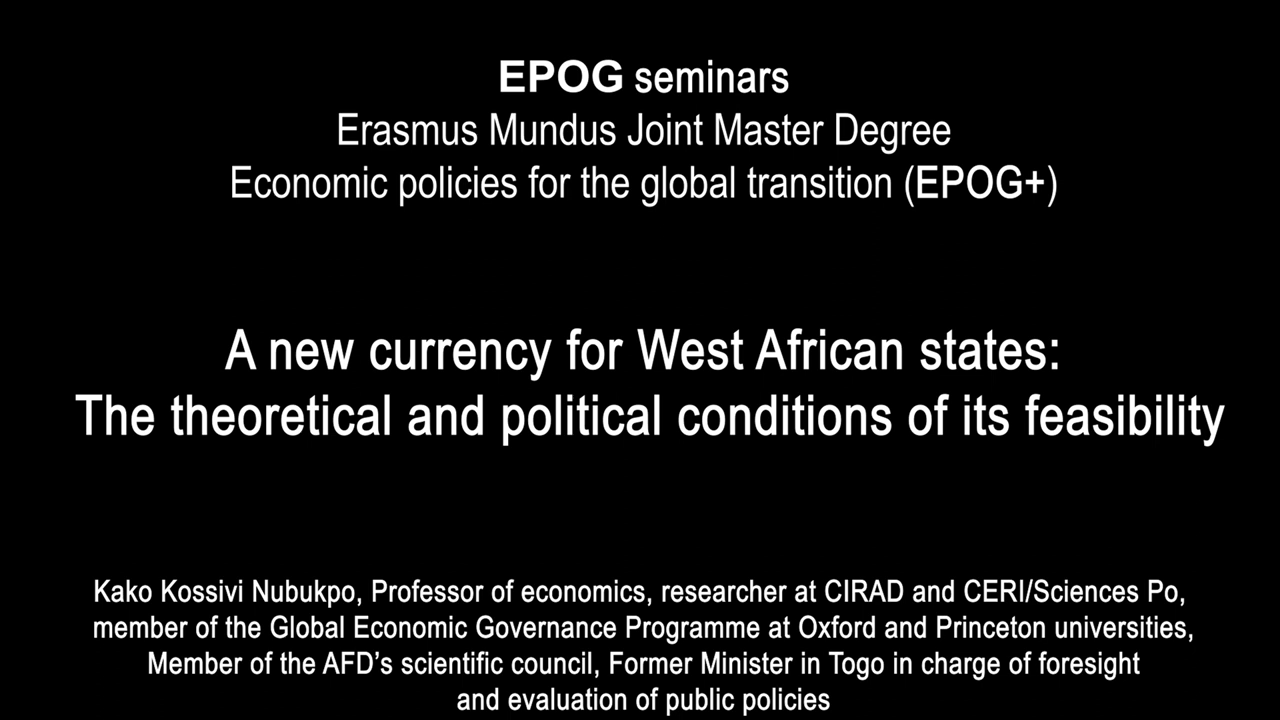 EPOG seminars
Erasmus Mundus Joint Master Degree
Economic policies for the global transition (EPOG+)
A new currency for West African states:
The theoretical and political conditions of its feasibility
Kako Kossivi Nubukpo, Professor of economics, researcher at CIRAD and CERI/Sciences Po,
member of the Global Economic Governance Programme at Oxford and Princeton universities,
Member of the AFD's scientific council, Former Minister in Togo in charge of foresight
and evaluation of public policies